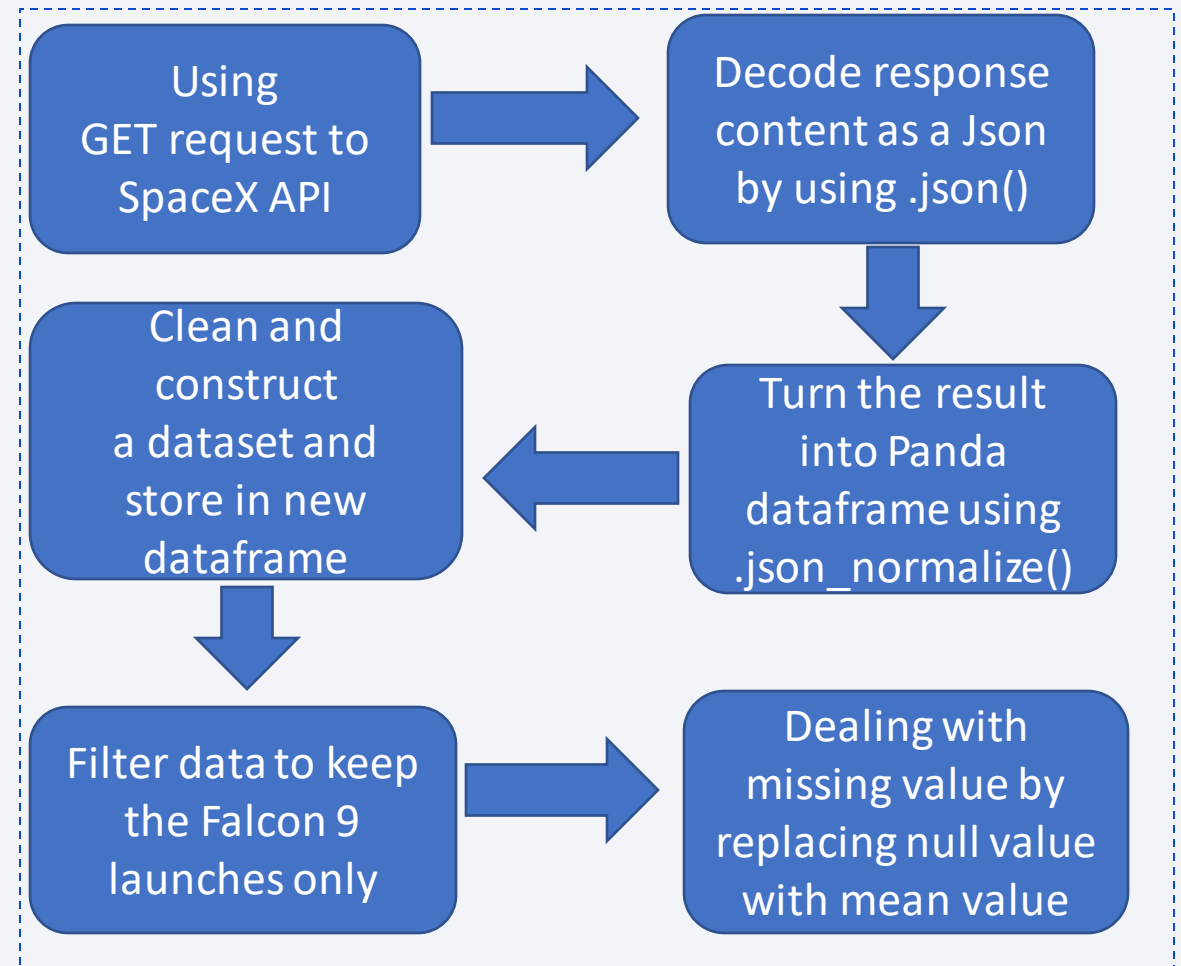 Using
GET request to
SpaceX API
Decode response
content as a Json
by using .json()
Turn the result
into Panda
dataframe using
.json_normalize()
Clean and
construct
a dataset and
store in new
dataframe
Filter data to keep
the Falcon 9
launches only
Dealing with
missing value by
replacing null value
with mean value